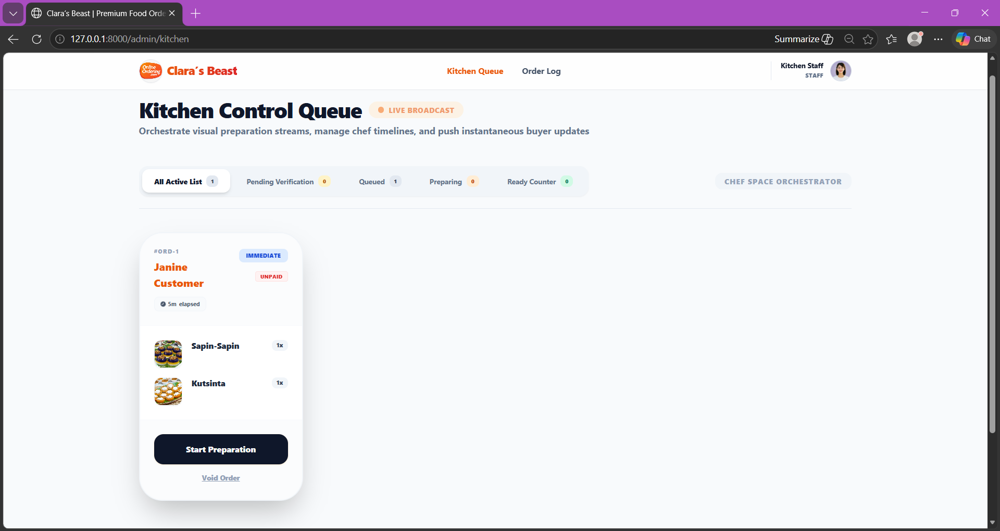 Clara's Beast | Premium Food Orde
127.0.0.1:8000/admin/kitchen
Summarize
Chat
Online
Ordering
.com
Clara's Beast
Kitchen Queue
Order Log
Kitchen Staff
STAFF
Kitchen Control Queue
LIVE BROADCAST
Orchestrate visual preparation streams, manage chef timelines, and push instantaneous buyer updates
All Active List 1
Pending Verification 0
Queued 1
Preparing 0
Ready Counter 0
CHEF SPACE ORCHESTRATOR
#ORD-1
IMMEDIATE
Janine
Customer
UNPAID
5m elapsed
Sapin-Sapin 1x
Kutsinta 1x
Start Preparation
Void Order